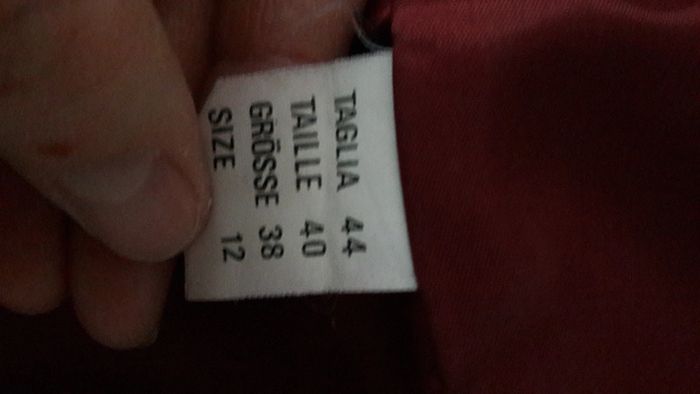 TAGLIA 44
TAILLE 40
GRÖSSE 38
SIZE 12